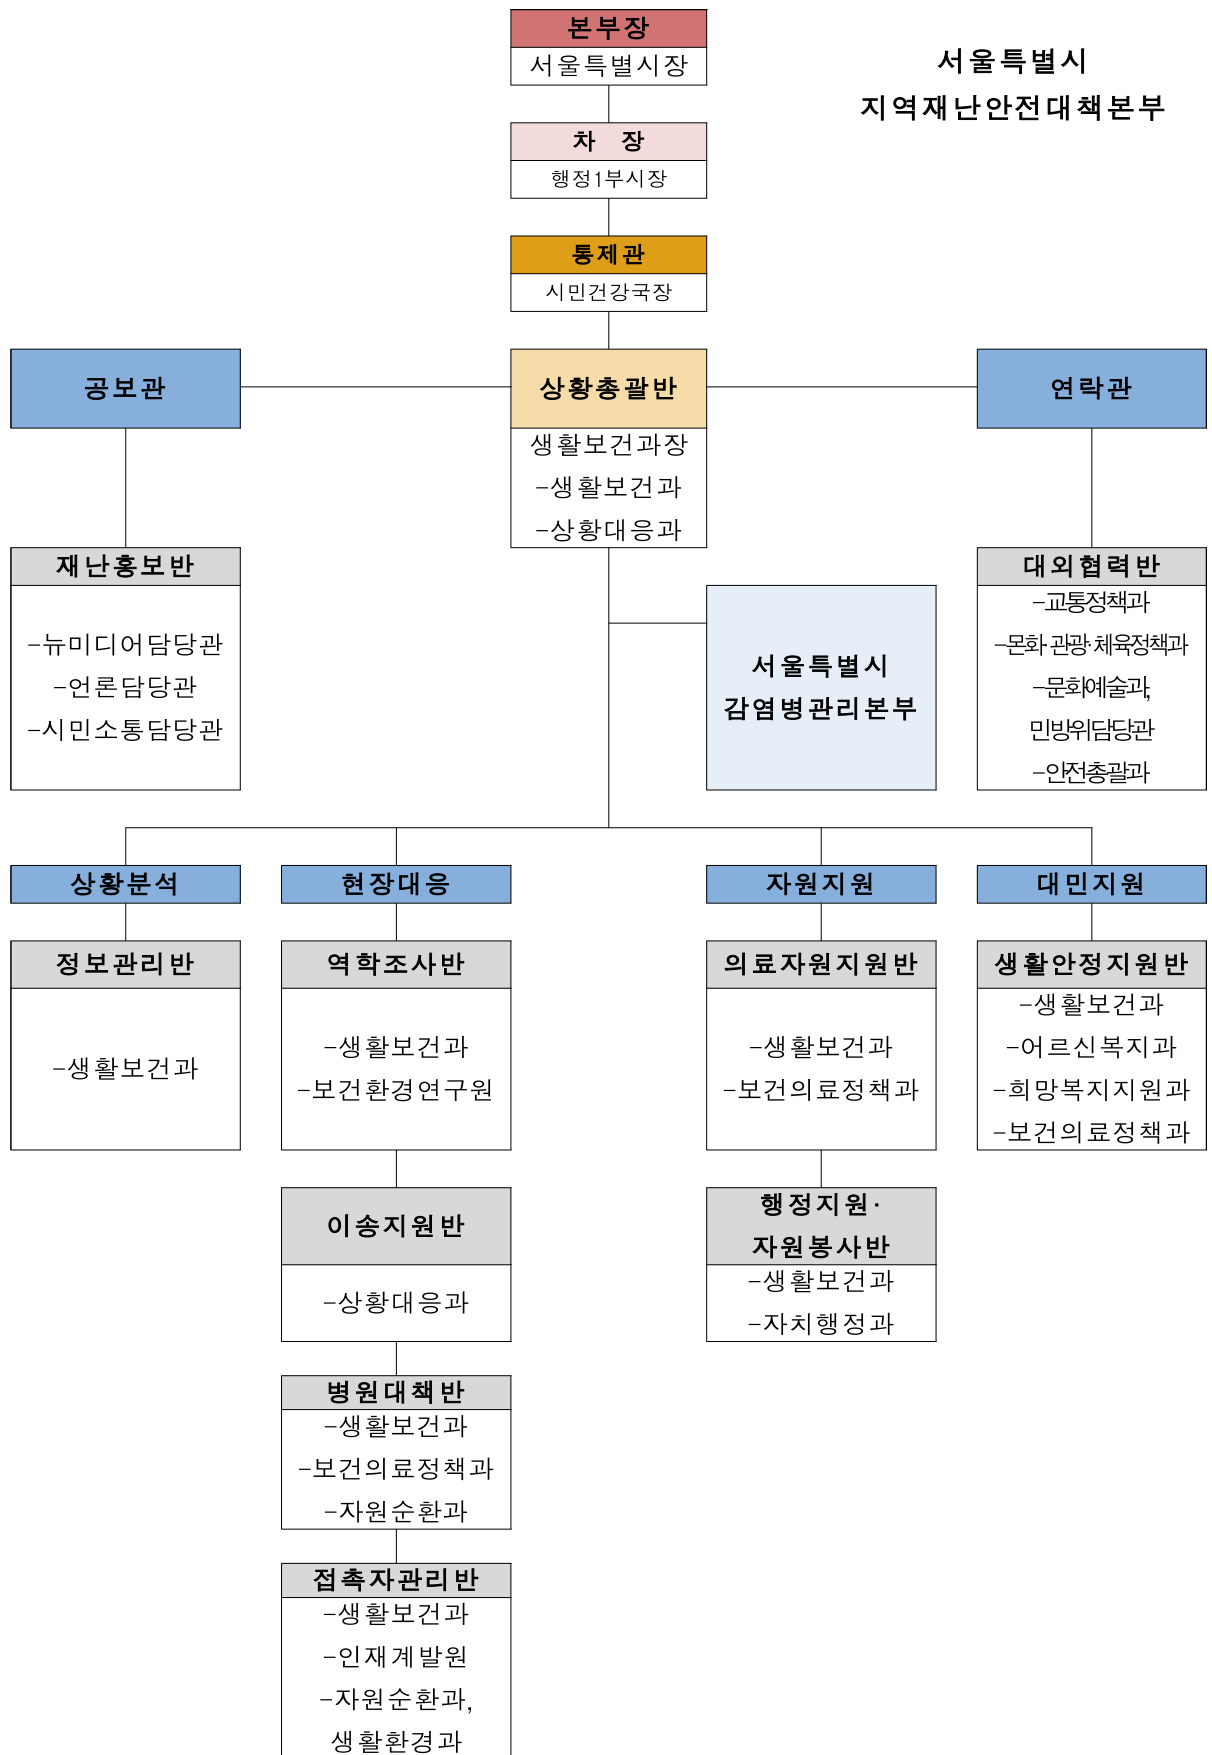 본부장
서울특별시장
서울특별시
지역재난안전대책본부
차 장
행정1부시장
통제관
시민건강국장
공보관
상황총괄반
연락관
생활보건과장
-생활보건과
-상황대응과
재난홍보반
-뉴미디어담당관
-언론담당관
-시민소통담당관
서울특별시
감염병관리본부
대외협력반
-교통정책과
-몬화·관광·체육정책과
-문화예술과,
민방위담당관
-안전총괄과
상황분석
현장대응
자원지원
대민지원
정보관리반
-생활보건과
역학조사반
-생활보건과
-보건환경연구원
의료자원지원반
-생활보건과
-보건의료정책과
생활안정지원반
-생활보건과
-어르신복지과
-희망복지지원과
-보건의료정책과
이송지원반
-상황대응과
행정지원·
자원봉사반
-생활보건과
-자치행정과
병원대책반
-생활보건과
-보건의료정책과
-자원순환과
접촉자관리반
-생활보건과
-인재계발원
-자원순환과,
생활환경과